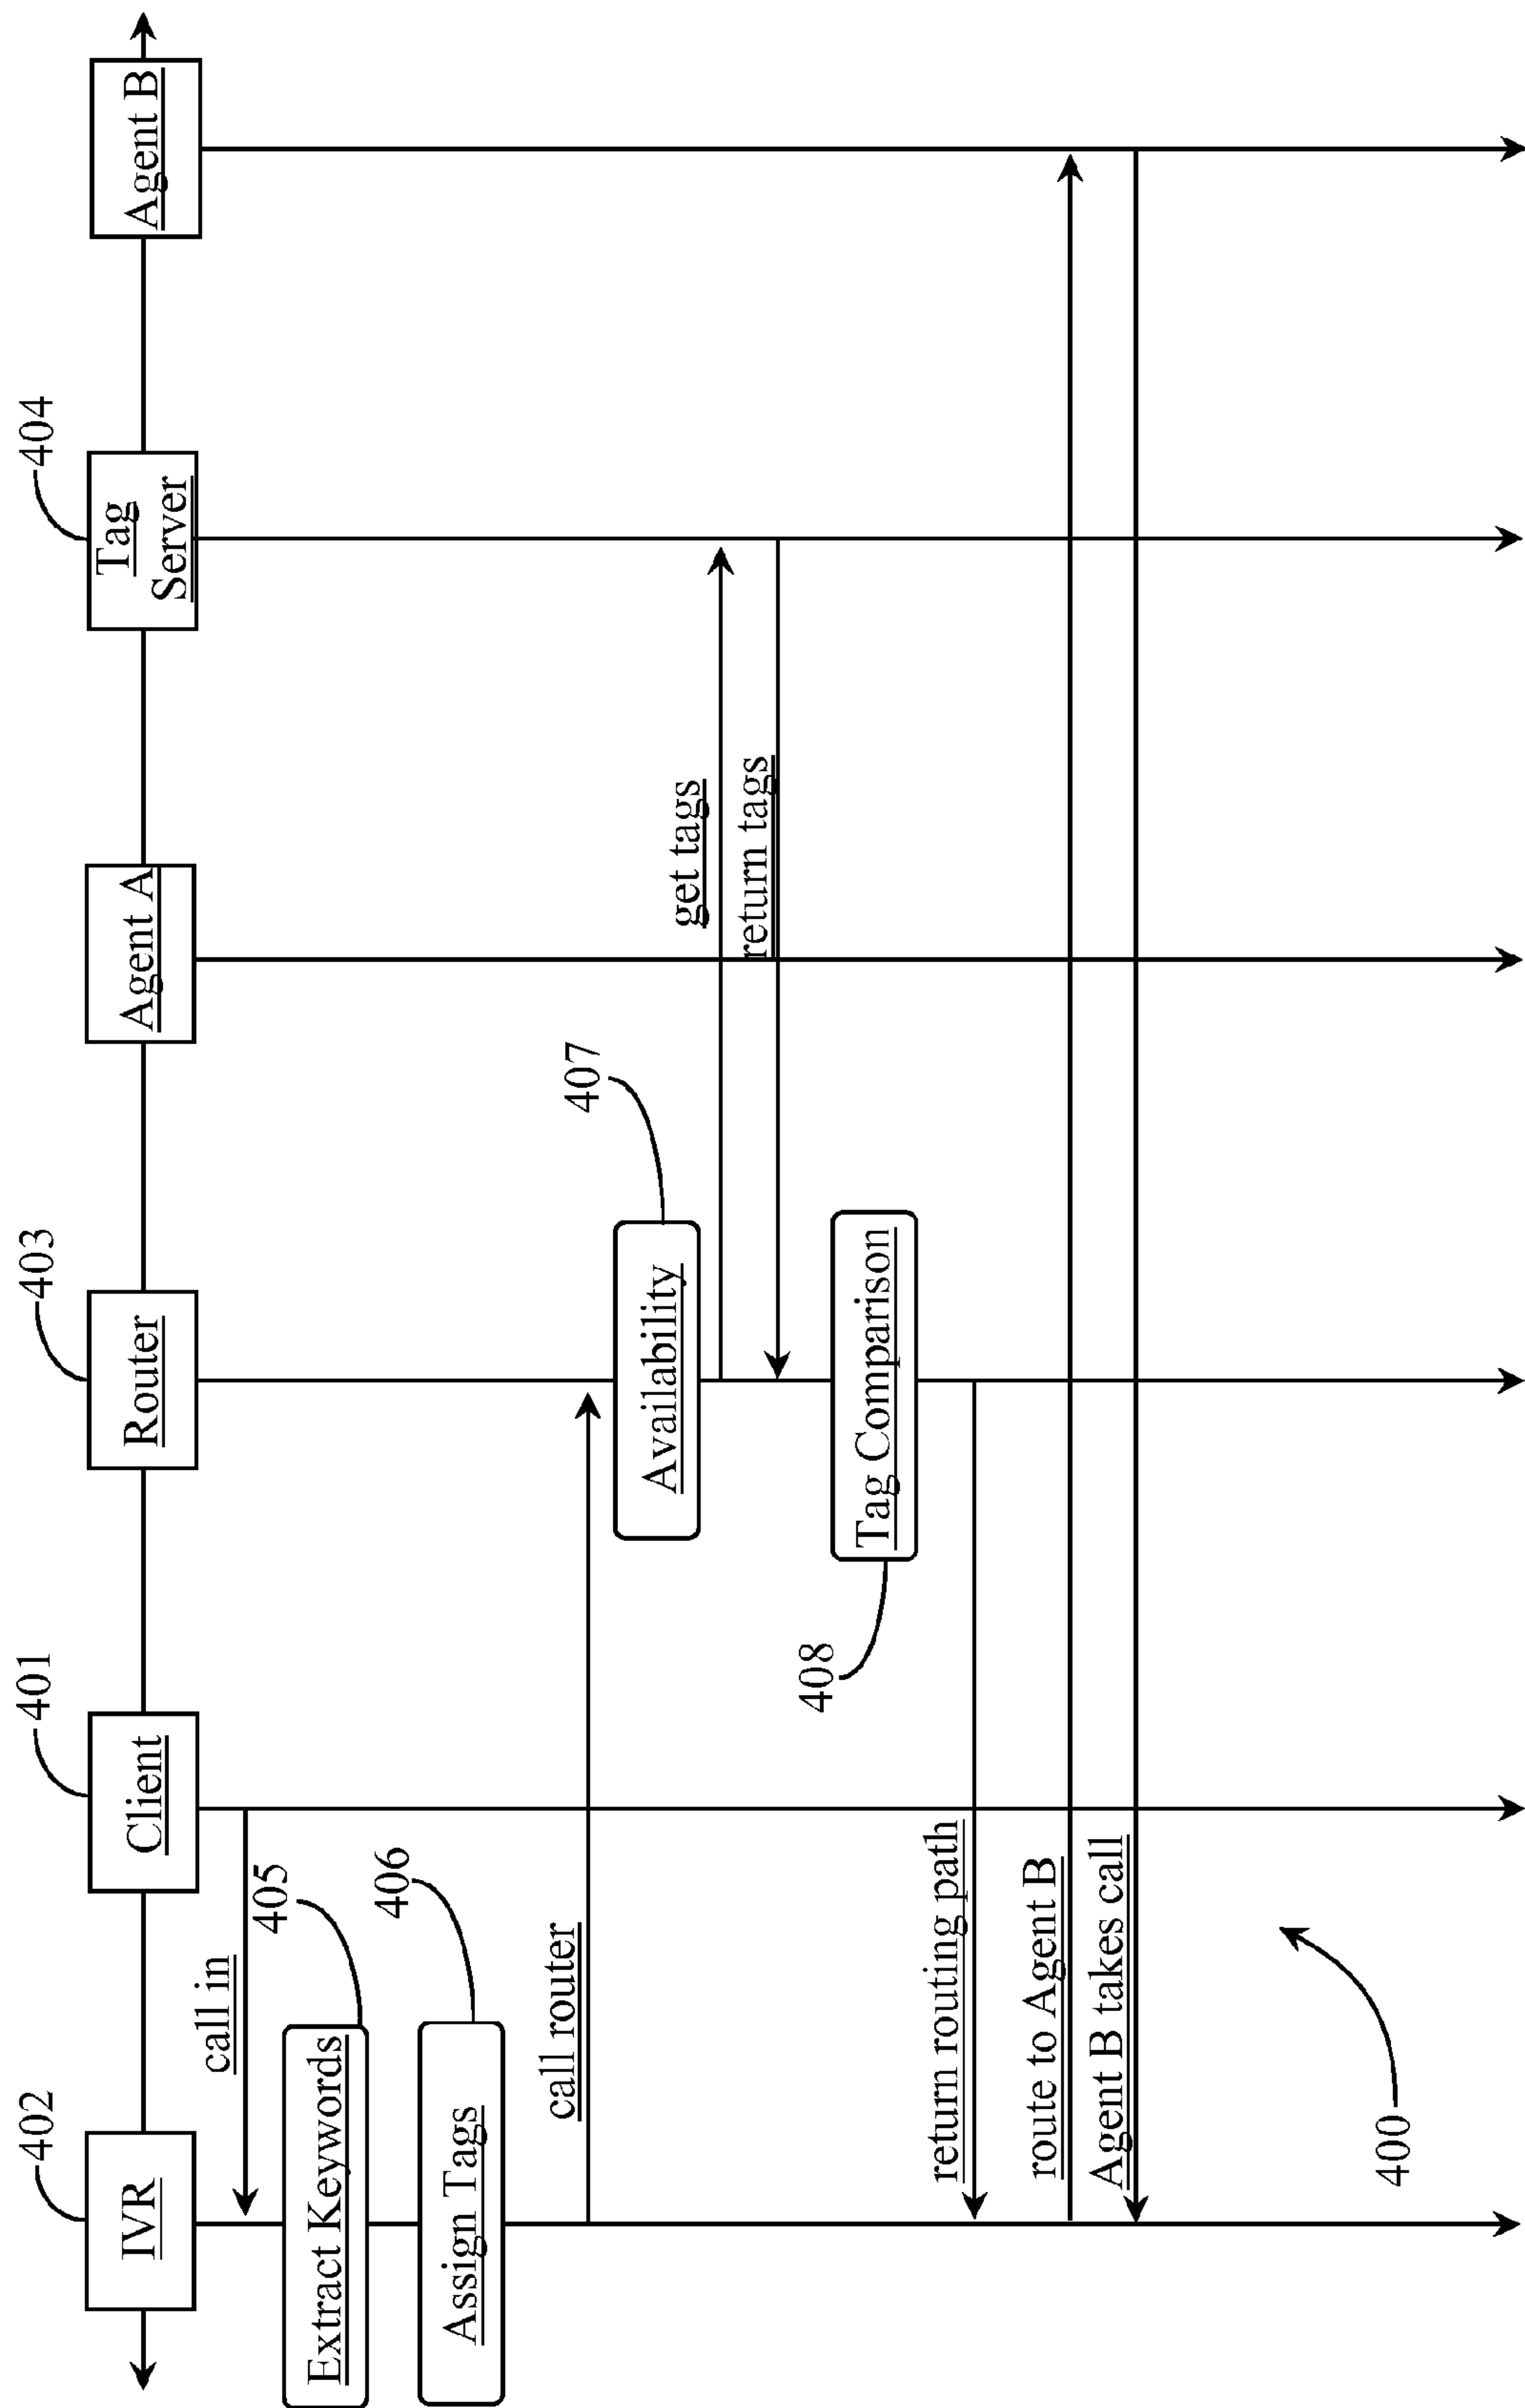 402
401
403
404
IVR
Client
Router
Agent A
Tag
Server
Agent B
call in
405
Extract Keywords
406
Assign Tags
call router
407
Availability
get tags
return tags
408
Tag Comparison
return routing path
route to Agent B
Agent B takes call
400